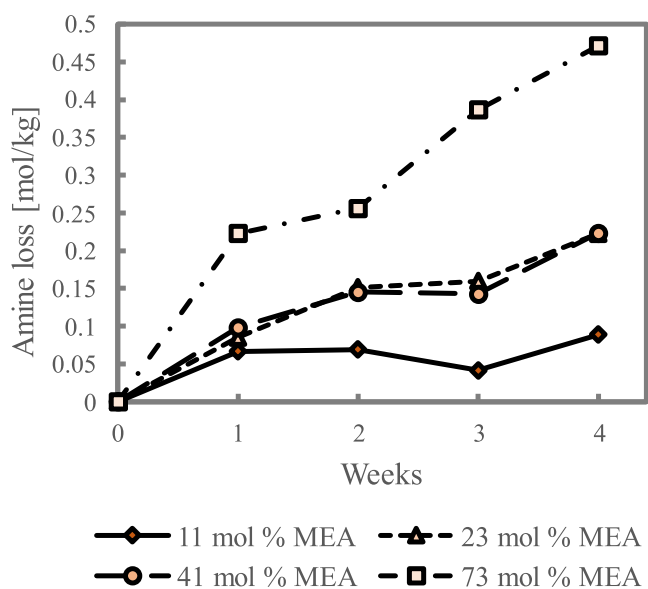 Amine loss [mol/kg]
0.5
0.45
0.4
0.35
0.3
0.25
0.2
0.15
0.1
0.05
0
0 1 2 3 4
Weeks
11 mol % MEA 23 mol % MEA
41 mol % MEA 73 mol % MEA